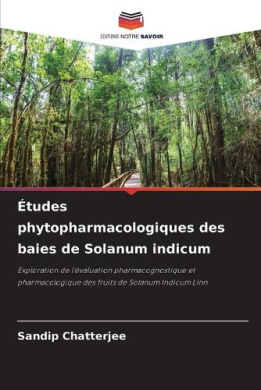 EDITIONS NOTRE SAVOIR
Études
phytopharmacologiques des
baies de Solanum indicum
Exploration de l'évaluation pharmacognostique et
pharmacologique des fruits de Solanum Indicum Linn
Sandip Chatterjee